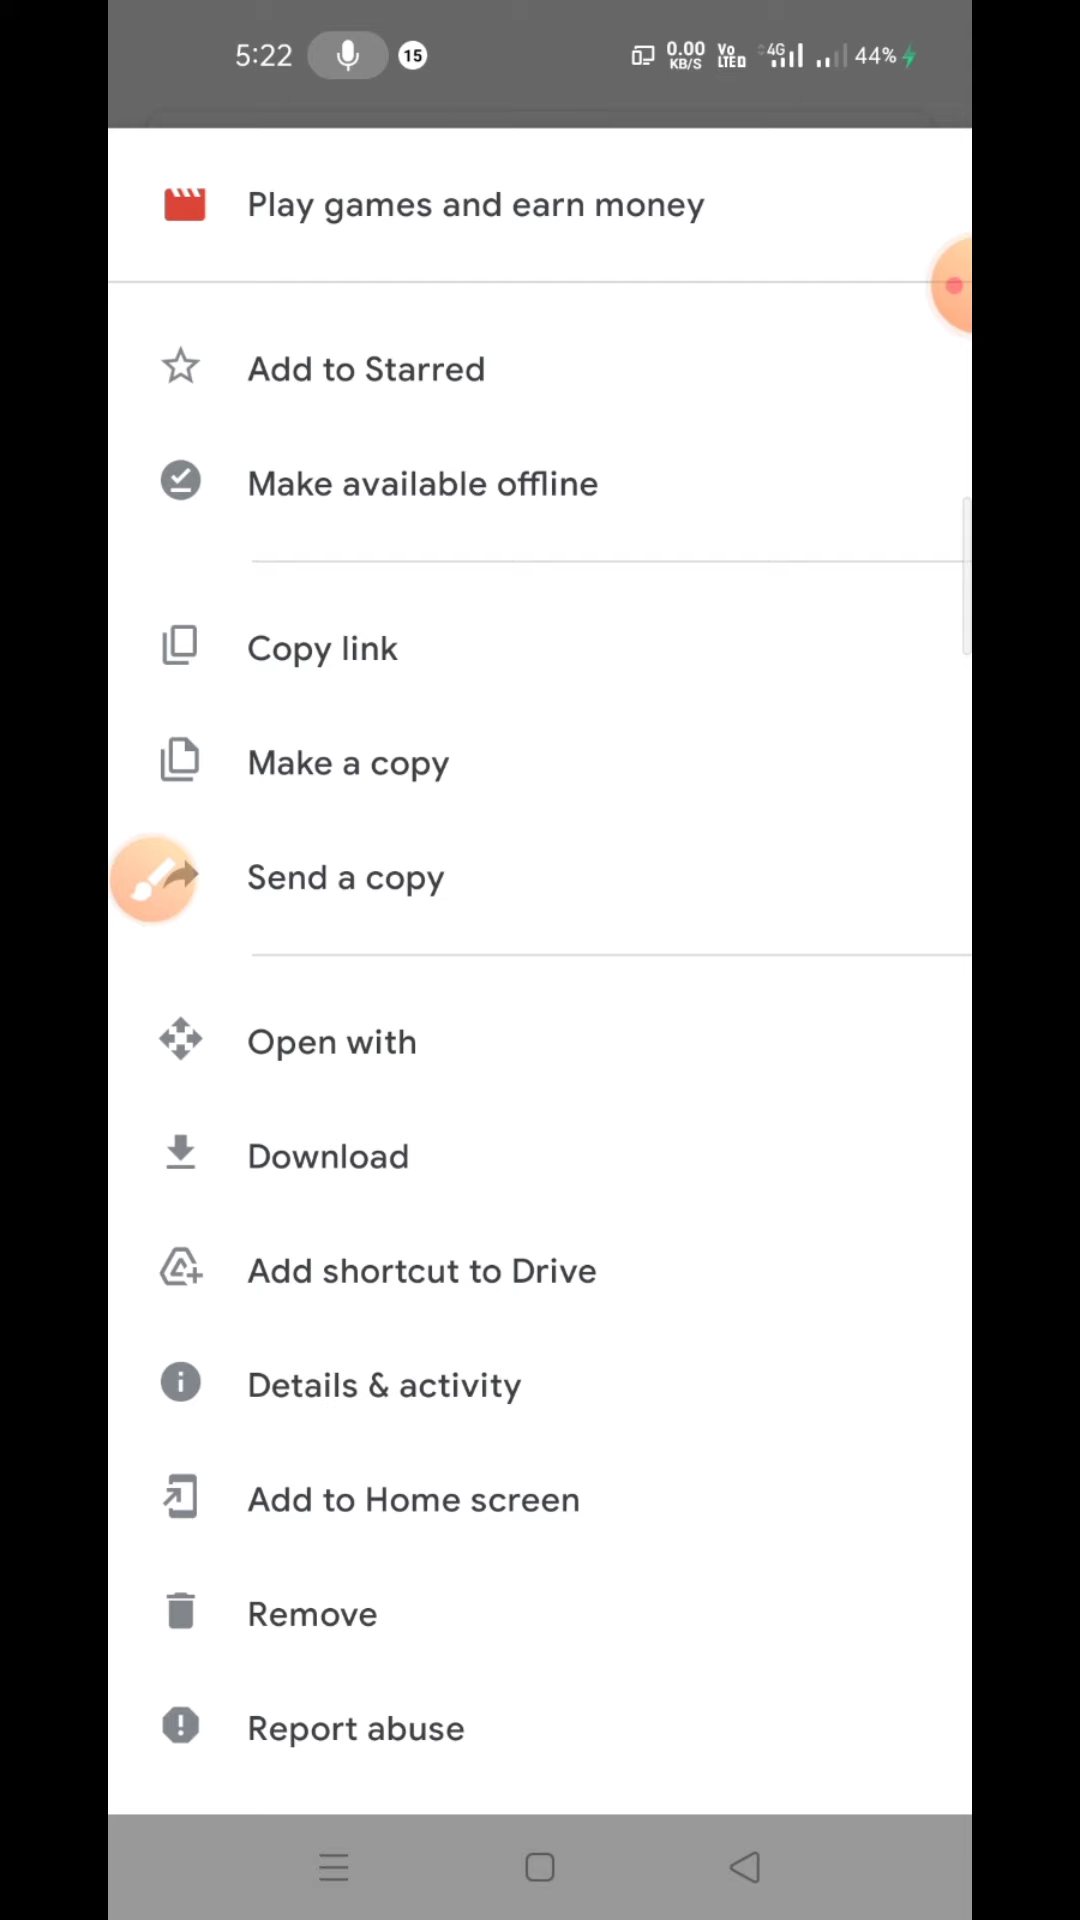 5:22 15 0.00 KB/S Vo LTE 4G 44%
Play games and earn money
Add to Starred
Make available offline
Copy link
Make a copy
Send a copy
Open with
Download
Add shortcut to Drive
Details & activity
Add to Home screen
Remove
Report abuse